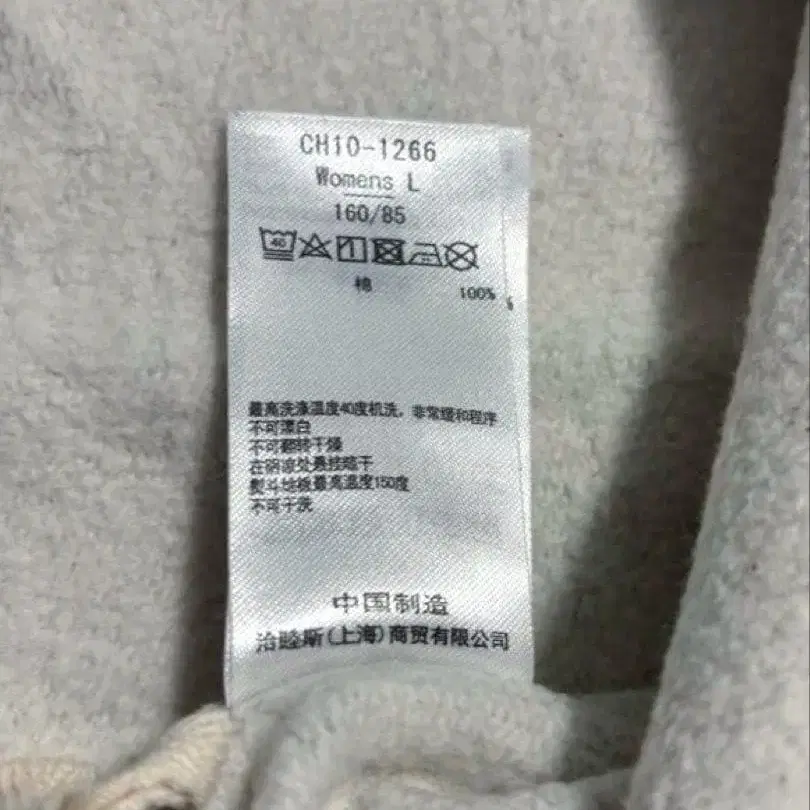 CH10-1266
Womens L
160/85
40
棉 100%
最高洗涤温度40度机洗，非常缓和程序
不可漂白
不可翻转干燥
在阴凉处悬挂晾干
熨斗地板最高温度150度
不可干洗
中国制造
洽睦斯(上海)商贸有限公司